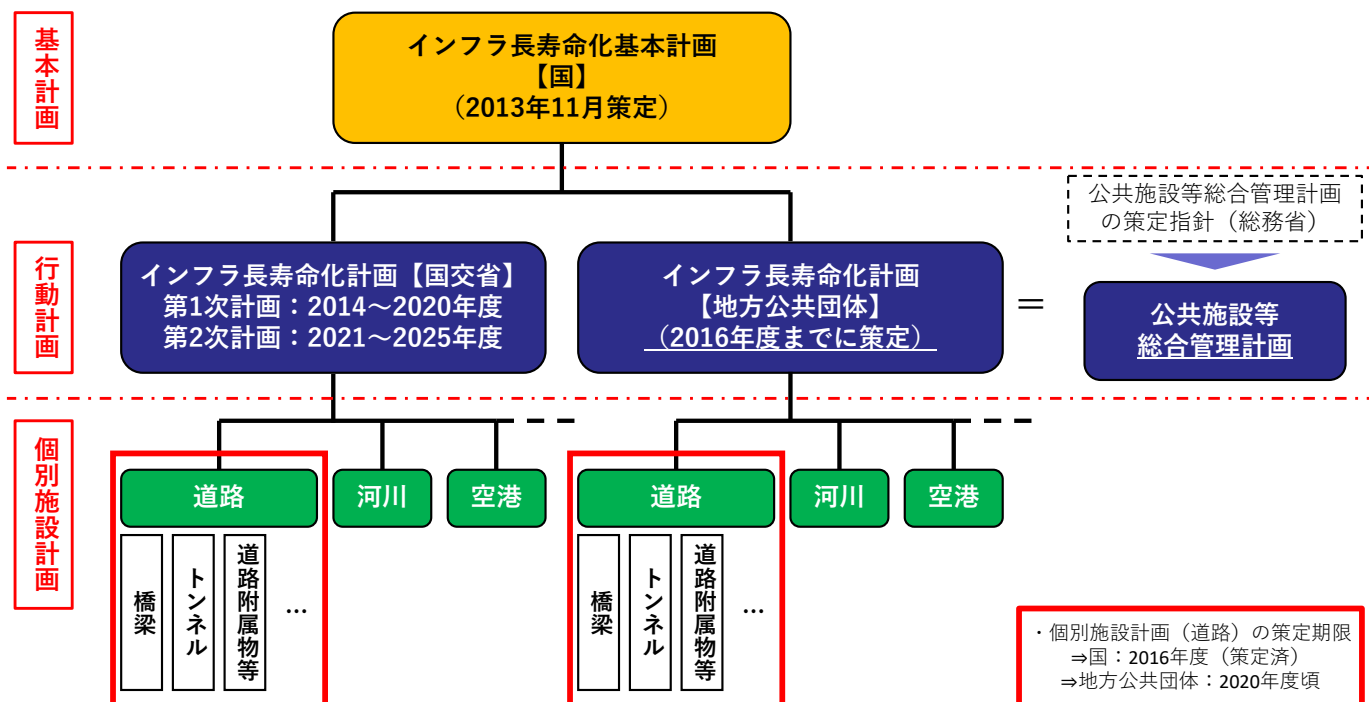 基本計画
インフラ長寿命化基本計画
【国】
（2013年11月策定）
行動計画
インフラ長寿命化計画【国交省】
第1次計画：2014～2020年度
第2次計画：2021～2025年度
インフラ長寿命化計画
【地方公共団体】
（2016年度までに策定）
＝
公共施設等総合管理計画
の策定指針（総務省）
公共施設等
総合管理計画
個別施設計画
道路
河川
空港
橋梁
トンネル
道路附属物等
…
道路
河川
空港
橋梁
トンネル
道路附属物等
…
・個別施設計画（道路）の策定期限
⇒国：2016年度（策定済）
⇒地方公共団体：2020年度頃